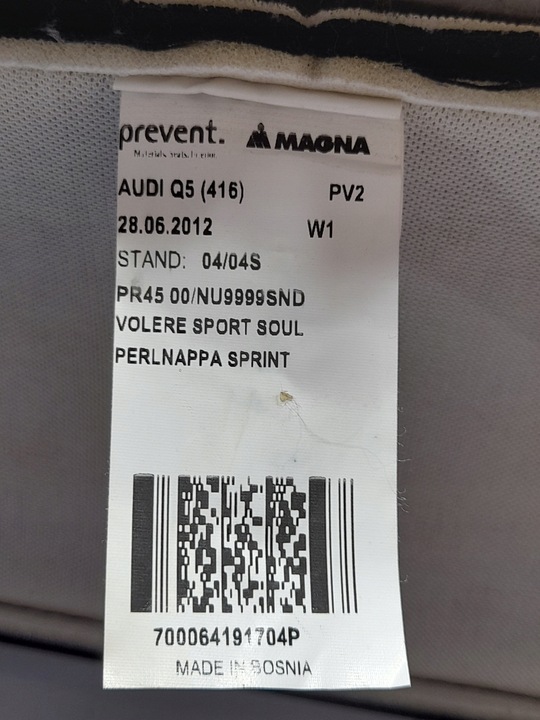 prevent. MAGNA
AUDI Q5 (416) PV2
28.06.2012 W1
STAND: 04/04S
PR45 00/NU9999SND
VOLERE SPORT SOUL
PERLNAPPA SPRINT
700064191704P
MADE IN BOSNIA